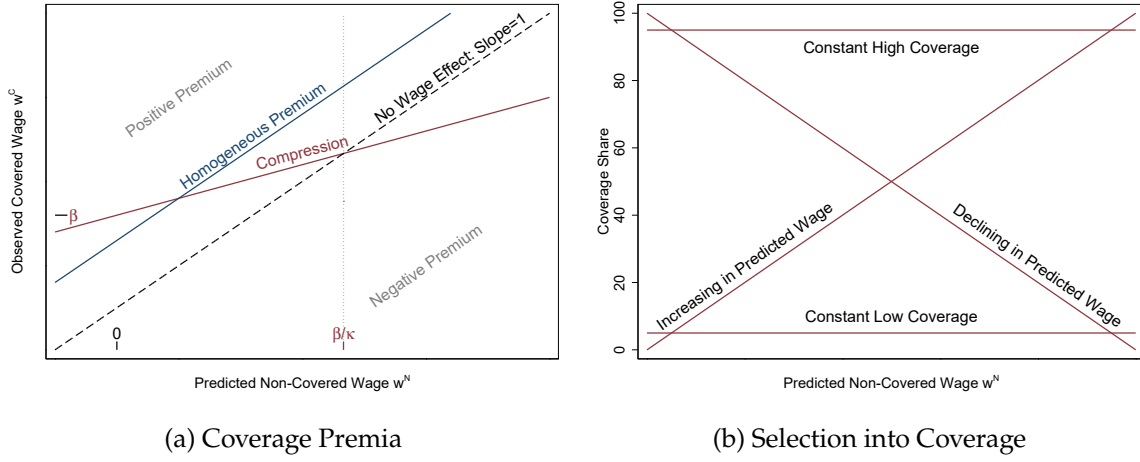 Observed Covered Wage w^C
Positive Premium
Homogeneous Premium
No Wage Effect: Slope=1
Compression
β
Negative Premium
0
β/κ
Predicted Non-Covered Wage w^N
(a) Coverage Premia
Coverage Share
100
80
60
40
20
0
Constant High Coverage
Increasing in Predicted Wage
Declining in Predicted Wage
Constant Low Coverage
Predicted Non-Covered Wage w^N
(b) Selection into Coverage